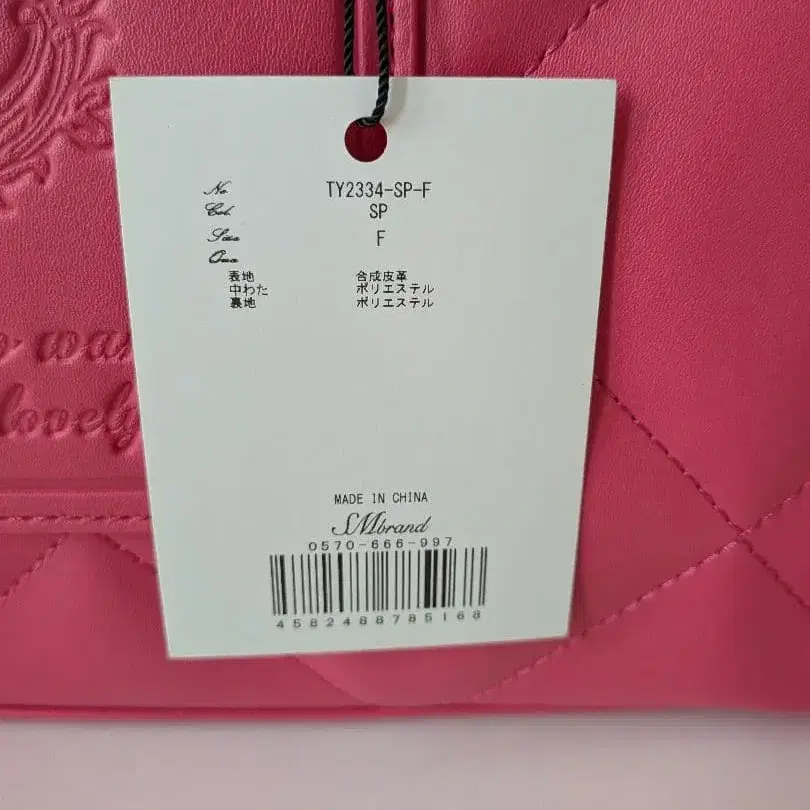 No. TY2334-SP-F
Col. SP
Size F
表地 合成皮革
中わた ポリエステル
裏地 ポリエステル
MADE IN CHINA
SMbrand
0570-666-997
4582488785168
lovely